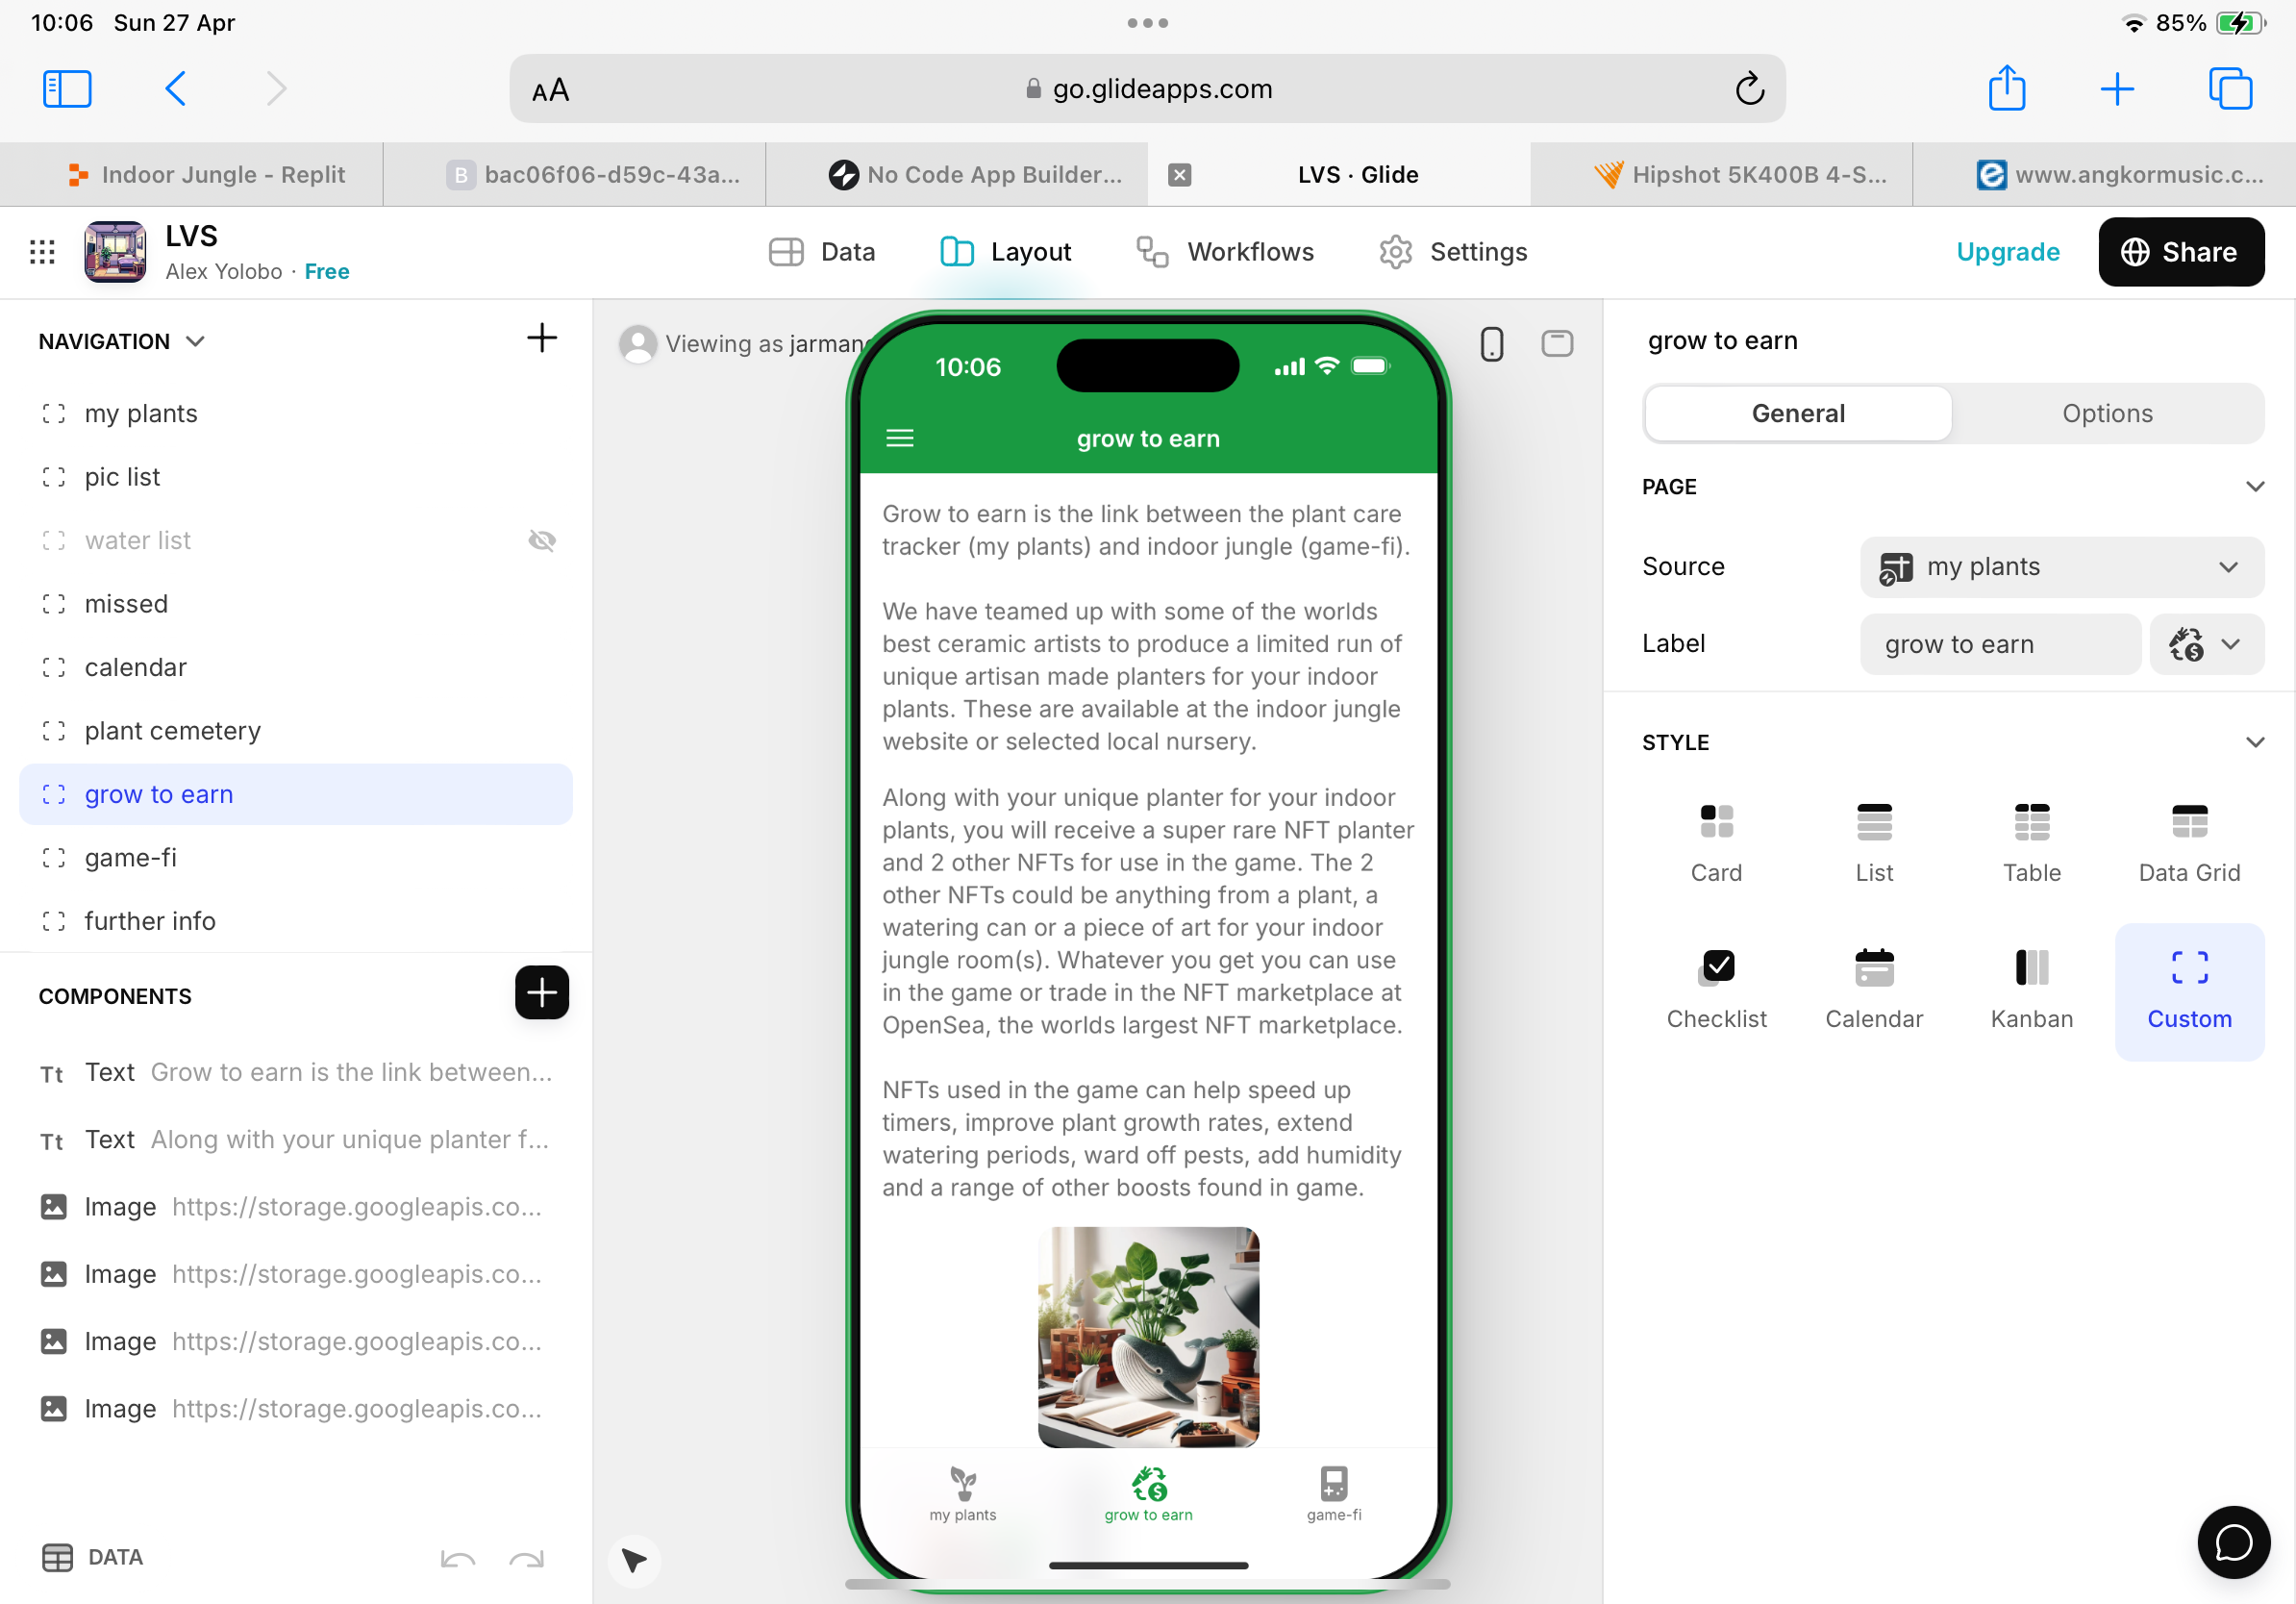 10:06 Sun 27 Apr
85%
AA
go.glideapps.com
Indoor Jungle - Replit
B bac06f06-d59c-43a...
No Code App Builder...
LVS · Glide
Hipshot 5K400B 4-S...
www.angkormusic.c...
LVS
Alex Yolobo · Free
Data
Layout
Workflows
Settings
Upgrade
Share
NAVIGATION
my plants
pic list
water list
missed
calendar
plant cemetery
grow to earn
game-fi
further info
COMPONENTS
Tt Text Grow to earn is the link between...
Tt Text Along with your unique planter f...
Image https://storage.googleapis.co...
Image https://storage.googleapis.co...
Image https://storage.googleapis.co...
Image https://storage.googleapis.co...
DATA
Viewing as jarman
10:06
grow to earn
Grow to earn is the link between the plant care
tracker (my plants) and indoor jungle (game-fi).
We have teamed up with some of the worlds
best ceramic artists to produce a limited run of
unique artisan made planters for your indoor
plants. These are available at the indoor jungle
website or selected local nursery.
Along with your unique planter for your indoor
plants, you will receive a super rare NFT planter
and 2 other NFTs for use in the game. The 2
other NFTs could be anything from a plant, a
watering can or a piece of art for your indoor
jungle room(s). Whatever you get you can use
in the game or trade in the NFT marketplace at
OpenSea, the worlds largest NFT marketplace.
NFTs used in the game can help speed up
timers, improve plant growth rates, extend
watering periods, ward off pests, add humidity
and a range of other boosts found in game.
my plants
grow to earn
game-fi
grow to earn
General
Options
PAGE
Source
my plants
Label
grow to earn
STYLE
Card
List
Table
Data Grid
Checklist
Calendar
Kanban
Custom